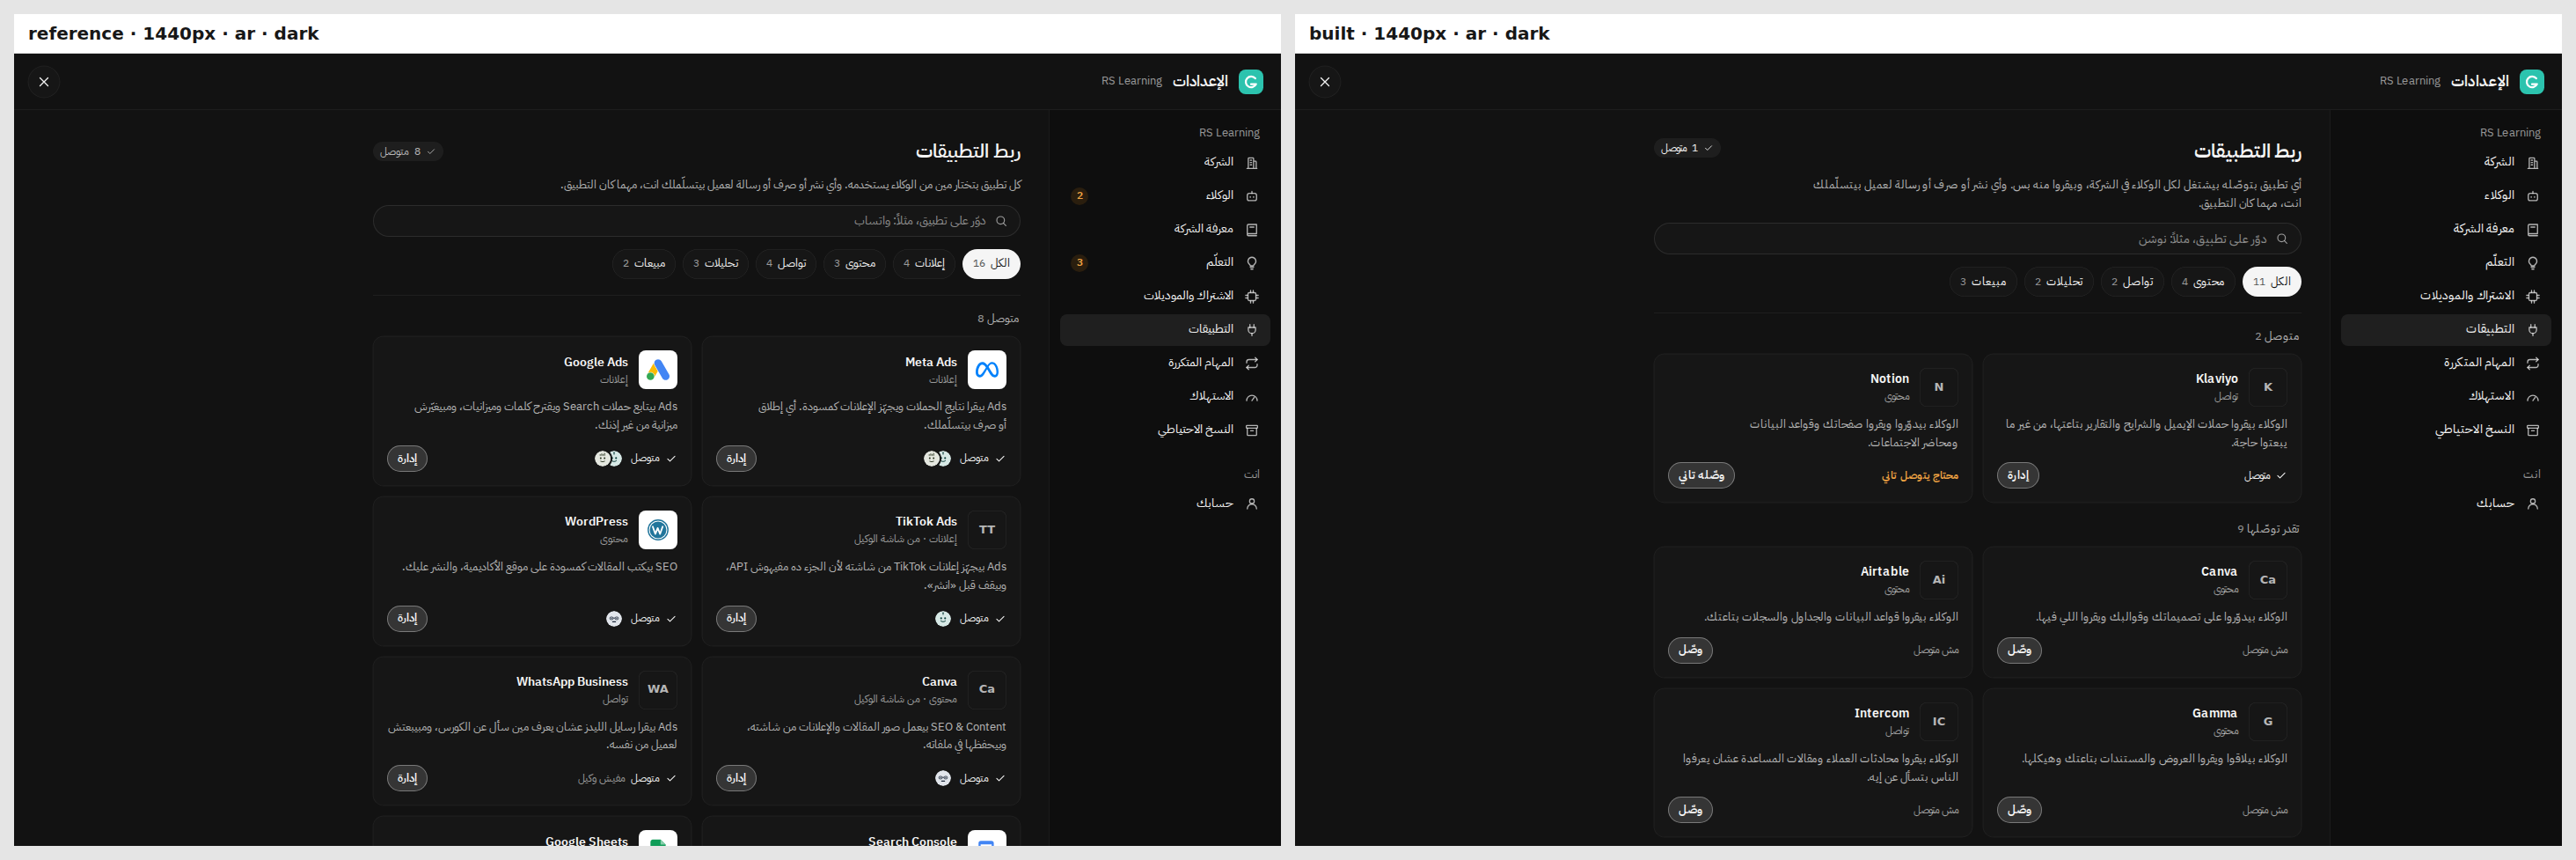 reference · 1440px · ar · dark
الإعدادات RS Learning
RS Learning
الشركة
الوكلاء 2
معرفة الشركة
التعلّم 3
الاشتراك والموديلات
التطبيقات
المهام المتكررة
الاستهلاك
النسخ الاحتياطي
انت
حسابك
ربط التطبيقات
8 متوصل
كل تطبيق بتختار مين من الوكلاء يستخدمه. وأي نشر أو صرف أو رسالة لعميل بيتسلّملك انت، مهما كان التطبيق.
دوّر على تطبيق، مثلاً: واتساب
الكل 16
إعلانات 4
محتوى 3
تواصل 4
تحليلات 3
مبيعات 2
متوصل 8
Meta Ads
إعلانات
Ads بيقرا نتايج الحملات ويجهّز الإعلانات كمسودة. أي إطلاق
أو صرف بيتسلّملك.
متوصل
إدارة
Google Ads
إعلانات
Ads بيتابع حملات Search ويقترح كلمات وميزانيات، ومبيغيّرش
ميزانية من غير إذنك.
متوصل
إدارة
TT
TikTok Ads
إعلانات · من شاشة الوكيل
Ads بيجهّز إعلانات TikTok من شاشته لأن الجزء ده مفيهوش API،
وبيقف قبل «انشر».
متوصل
إدارة
WordPress
محتوى
SEO بيكتب المقالات كمسودة على موقع الأكاديمية، والنشر عليك.
متوصل
إدارة
Ca
Canva
محتوى · من شاشة الوكيل
SEO & Content بيعمل صور المقالات والإعلانات من شاشته،
وبيحفظها في ملفاته.
متوصل
إدارة
WA
WhatsApp Business
تواصل
Ads بيقرا رسايل الليدز عشان يعرف مين سأل عن الكورس، ومبيبعتش
لعميل من نفسه.
متوصل مفيش وكيل
إدارة
Search Console
Google Sheets
built · 1440px · ar · dark
الإعدادات RS Learning
RS Learning
الشركة
الوكلاء
معرفة الشركة
التعلّم
الاشتراك والموديلات
التطبيقات
المهام المتكررة
الاستهلاك
النسخ الاحتياطي
انت
حسابك
ربط التطبيقات
1 متوصل
أي تطبيق بتوصّله بيشتغل لكل الوكلاء في الشركة، وبيقروا منه بس. وأي نشر أو صرف أو رسالة لعميل بيتسلّملك
انت، مهما كان التطبيق.
دوّر على تطبيق، مثلاً: نوشن
الكل 11
محتوى 4
تواصل 2
تحليلات 2
مبيعات 3
متوصل 2
K
Klaviyo
تواصل
الوكلاء بيقروا حملات الإيميل والشرايح والتقارير بتاعتها، من غير ما
يبعتوا حاجة.
متوصل
إدارة
N
Notion
محتوى
الوكلاء بيدوّروا ويقروا صفحاتك وقواعد البيانات
ومحاضر الاجتماعات.
محتاج يتوصل تاني
وصّله تاني
تقدر توصّلها 9
Ca
Canva
محتوى
الوكلاء بيدوّروا على تصميماتك وقوالبك ويقروا اللي فيها.
مش متوصل
وصّل
Ai
Airtable
محتوى
الوكلاء بيقروا قواعد البيانات والجداول والسجلات بتاعتك.
مش متوصل
وصّل
G
Gamma
محتوى
الوكلاء بيلاقوا ويقروا العروض والمستندات بتاعتك وهيكلها.
مش متوصل
وصّل
IC
Intercom
تواصل
الوكلاء بيقروا محادثات العملاء ومقالات المساعدة عشان يعرفوا
الناس بتسأل عن إيه.
مش متوصل
وصّل